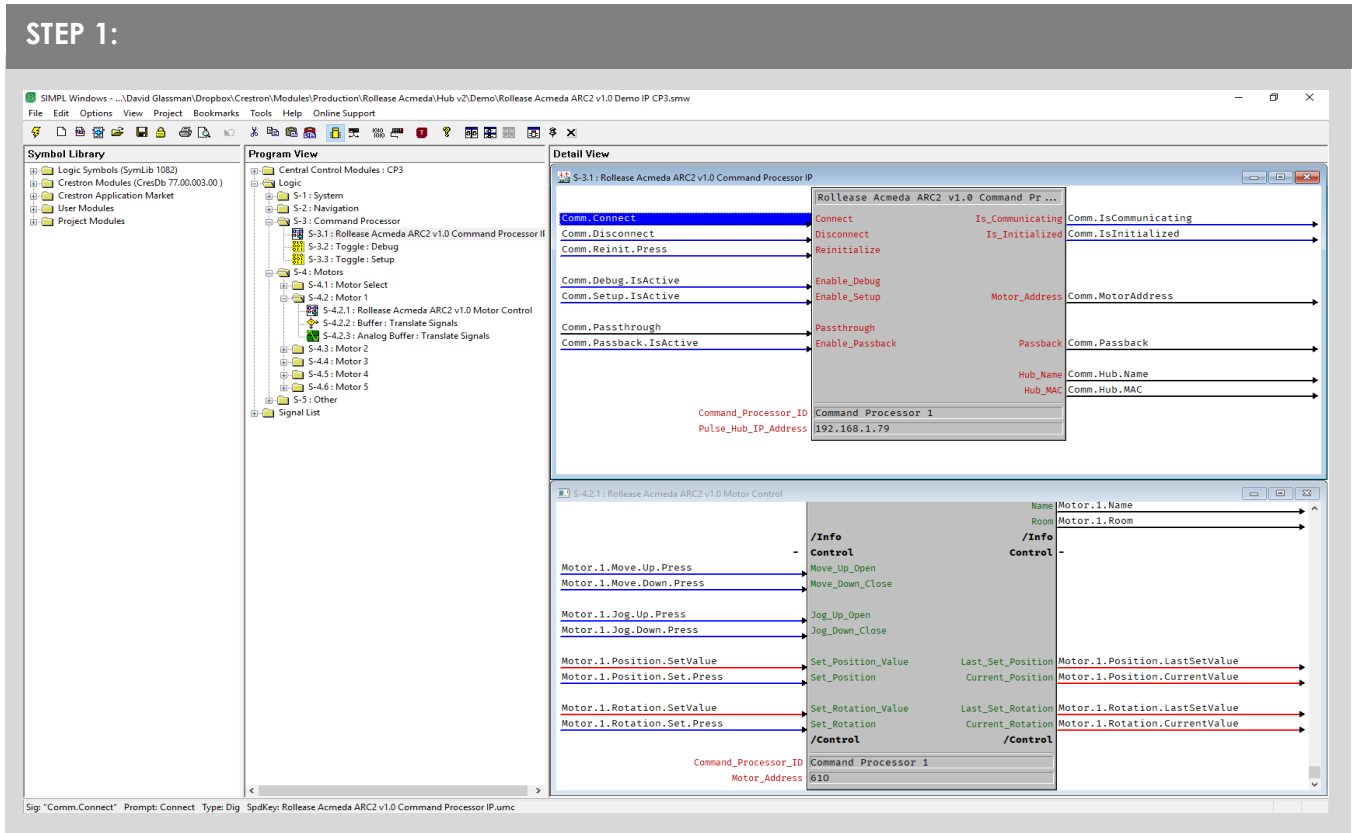 STEP 1:
SIMPL Windows - ...\David Glassman\Dropbox\Crestron\Modules\Production\Rollease Acmeda\Hub v2\Demo\Rollease Acmeda ARC2 v1.0 Demo IP CP3.smw
File Edit Options View Project Bookmarks Tools Help Online Support
Symbol Library
Logic Symbols (SymLib 1082)
Crestron Modules (CresDb 77.00.003.00 )
Crestron Application Market
User Modules
Project Modules
Program View
Central Control Modules : CP3
Logic
S-1 : System
S-2 : Navigation
S-3 : Command Processor
S-3.1 : Rollease Acmeda ARC2 v1.0 Command Processor IP
S-3.2 : Toggle : Debug
S-3.3 : Toggle : Setup
S-4 : Motors
S-4.1 : Motor Select
S-4.2 : Motor 1
S-4.2.1 : Rollease Acmeda ARC2 v1.0 Motor Control
S-4.2.2 : Buffer : Translate Signals
S-4.2.3 : Analog Buffer : Translate Signals
S-4.3 : Motor 2
S-4.4 : Motor 3
S-4.5 : Motor 4
S-4.6 : Motor 5
S-5 : Other
Signal List
Detail View
S-3.1 : Rollease Acmeda ARC2 v1.0 Command Processor IP
Rollease Acmeda ARC2 v1.0 Command Pr ...
Comm.Connect Connect Is_Communicating Comm.IsCommunicating
Comm.Disconnect Disconnect Is_Initialized Comm.IsInitialized
Comm.Reinit.Press Reinitialize
Comm.Debug.IsActive Enable_Debug
Comm.Setup.IsActive Enable_Setup Motor_Address Comm.MotorAddress
Comm.Passthrough Passthrough
Comm.Passback.IsActive Enable_Passback Passback Comm.Passback
Hub_Name Comm.Hub.Name
Hub_MAC Comm.Hub.MAC
Command_Processor_ID Command Processor 1
Pulse_Hub_IP_Address 192.168.1.79
S-4.2.1 : Rollease Acmeda ARC2 v1.0 Motor Control
Name Motor.1.Name
Room Motor.1.Room
/Info /Info
- Control Control -
Motor.1.Move.Up.Press Move_Up_Open
Motor.1.Move.Down.Press Move_Down_Close
Motor.1.Jog.Up.Press Jog_Up_Open
Motor.1.Jog.Down.Press Jog_Down_Close
Motor.1.Position.SetValue Set_Position_Value Last_Set_Position Motor.1.Position.LastSetValue
Motor.1.Position.Set.Press Set_Position Current_Position Motor.1.Position.CurrentValue
Motor.1.Rotation.SetValue Set_Rotation_Value Last_Set_Rotation Motor.1.Rotation.LastSetValue
Motor.1.Rotation.Set.Press Set_Rotation Current_Rotation Motor.1.Rotation.CurrentValue
/Control /Control
Command_Processor_ID Command Processor 1
Motor_Address 610
Sig: "Comm.Connect" Prompt: Connect Type: Dig SpdKey: Rollease Acmeda ARC2 v1.0 Command Processor IP.umc